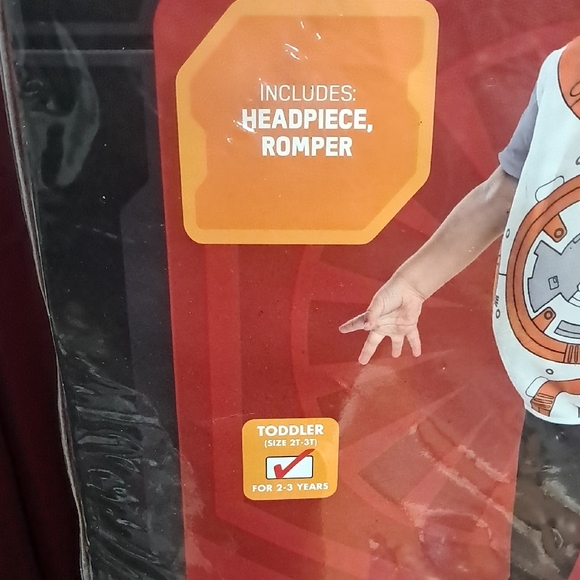 INCLUDES:
HEADPIECE,
ROMPER
TODDLER
(SIZE 2T-3T)
FOR 2-3 YEARS